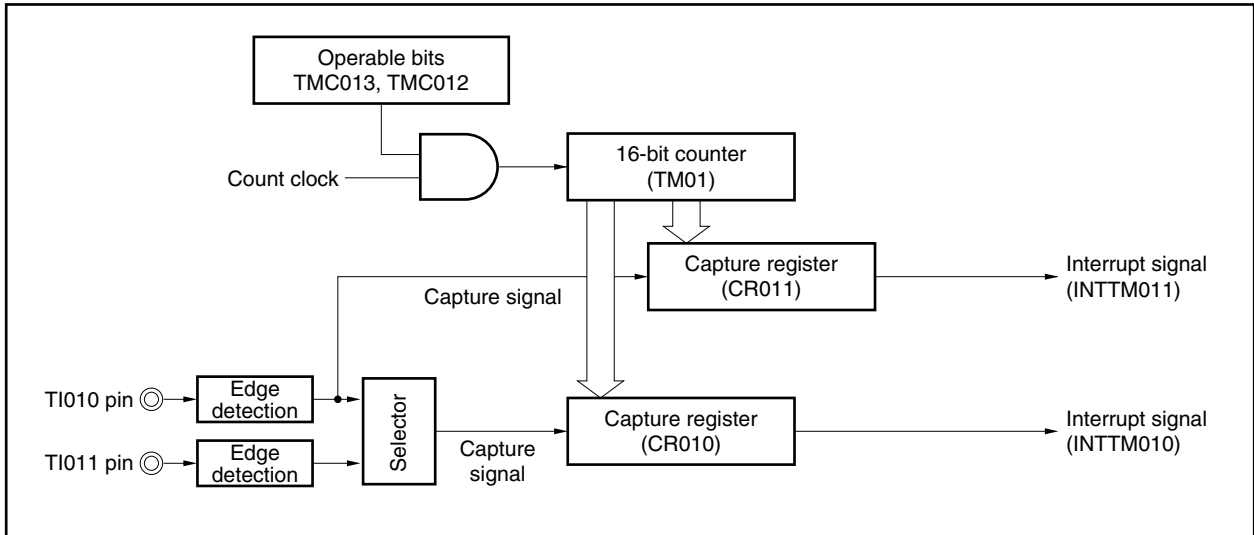 Operable bits
TMC013, TMC012
Count clock
16-bit counter
(TM01)
Capture register
(CR011)
Interrupt signal
(INTTM011)
Capture signal
TI010 pin
Edge
detection
Selector
Capture register
(CR010)
Interrupt signal
(INTTM010)
TI011 pin
Edge
detection
Capture
signal